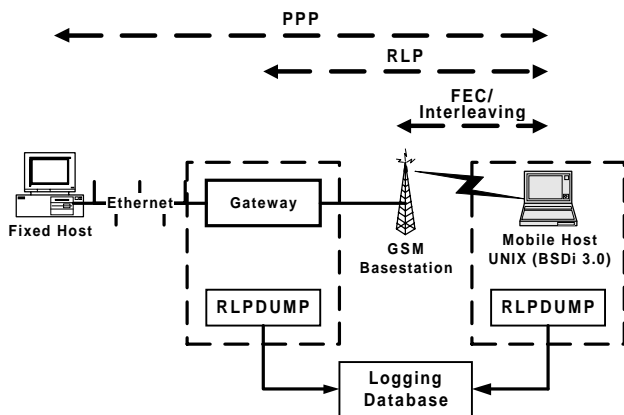 PPP
RLP
FEC/
Interleaving
Ethernet
Gateway
Fixed Host
GSM
Basestation
Mobile Host
UNIX (BSDi 3.0)
RLPDUMP
RLPDUMP
Logging
Database